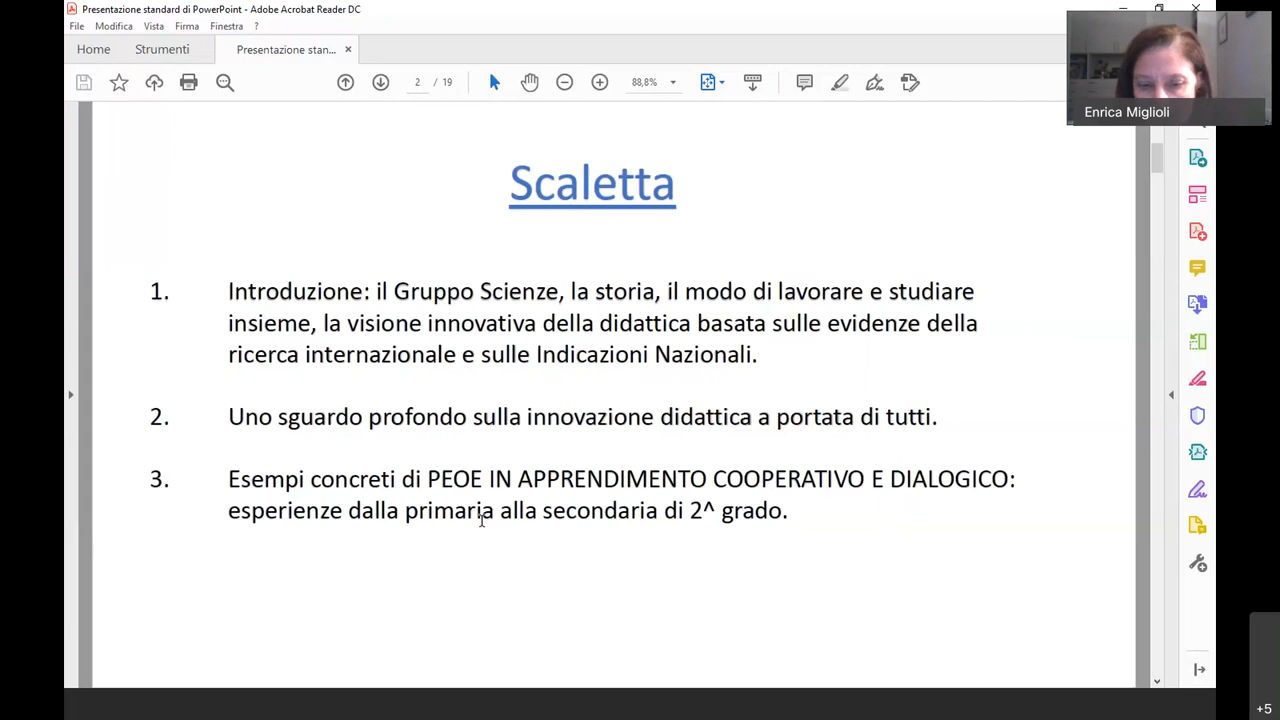 Presentazione standard di PowerPoint - Adobe Acrobat Reader DC
File Modifica Vista Firma Finestra ?
Home Strumenti Presentazione stan... ×
2 / 19 88,8%
Enrica Miglioli
Scaletta
1. Introduzione: il Gruppo Scienze, la storia, il modo di lavorare e studiare
insieme, la visione innovativa della didattica basata sulle evidenze della
ricerca internazionale e sulle Indicazioni Nazionali.
2. Uno sguardo profondo sulla innovazione didattica a portata di tutti.
3. Esempi concreti di PEOE IN APPRENDIMENTO COOPERATIVO E DIALOGICO:
esperienze dalla primaria alla secondaria di 2^ grado.
+5